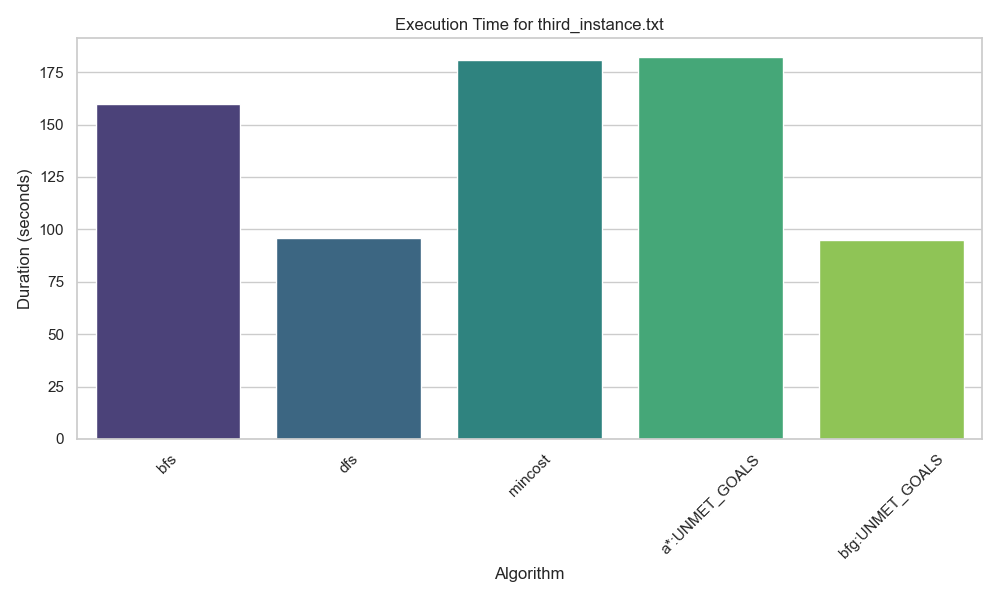 Execution Time for third_instance.txt
Duration (seconds)
175
150
125
100
75
50
25
0
bfs
dfs
mincost
a*:UNMET_GOALS
bfg:UNMET_GOALS
Algorithm